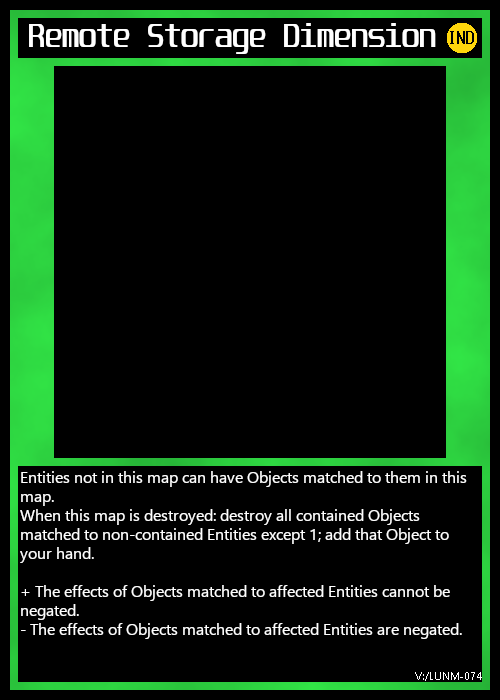 Remote Storage Dimension IND
Entities not in this map can have Objects matched to them in this
map.
When this map is destroyed: destroy all contained Objects
matched to non-contained Entities except 1; add that Object to
your hand.
+ The effects of Objects matched to affected Entities cannot be
negated.
- The effects of Objects matched to affected Entities are negated.
V:/LUNM-074